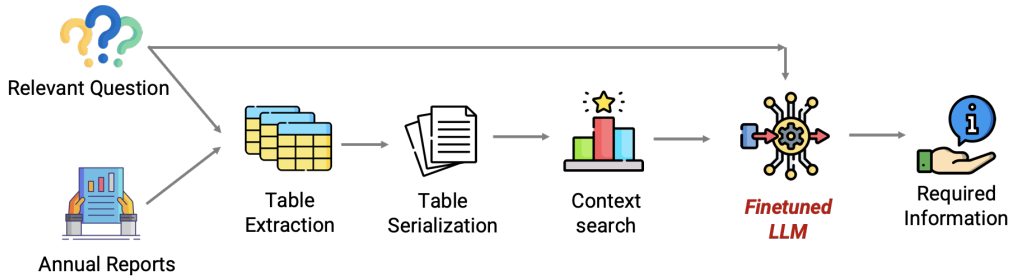 Relevant Question
Annual Reports
Table
Extraction
Table
Serialization
Context
search
Finetuned
LLM
i
Required
Information